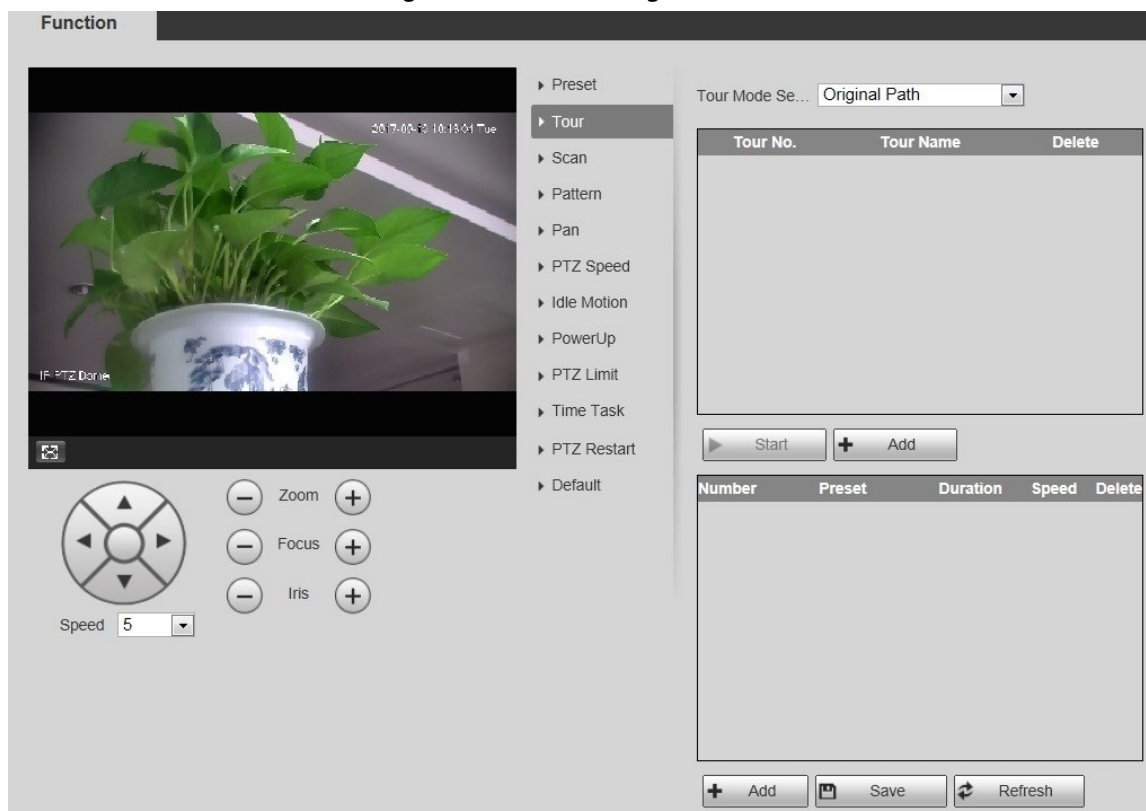 Function
Preset
Tour
Scan
Pattern
Pan
PTZ Speed
Idle Motion
PowerUp
PTZ Limit
Time Task
PTZ Restart
Default
Tour Mode Se... Original Path
Tour No. Tour Name Delete
Start Add
Number Preset Duration Speed Delete
Add Save Refresh
Tue
PTZ Dome
Zoom
Focus
Iris
Speed 5